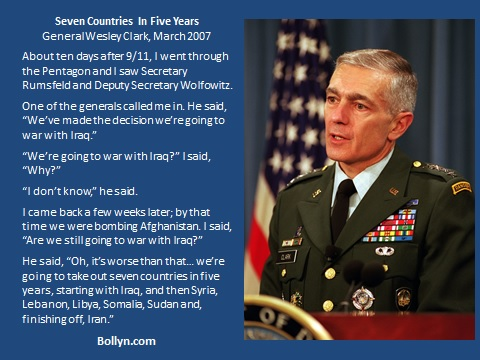 Seven Countries In Five Years
General Wesley Clark, March 2007
About ten days after 9/11, I went through
the Pentagon and I saw Secretary
Rumsfeld and Deputy Secretary Wolfowitz.
One of the generals called me in. He said,
“We’ve made the decision we’re going to
war with Iraq.”
“We’re going to war with Iraq?” I said,
“Why?”
“I don’t know,” he said.
I came back a few weeks later; by that
time we were bombing Afghanistan. I said,
“Are we still going to war with Iraq?”
He said, “Oh, it’s worse than that... we’re
going to take out seven countries in five
years, starting with Iraq, and then Syria,
Lebanon, Libya, Somalia, Sudan and,
finishing off, Iran.”
Bollyn.com
CLARK